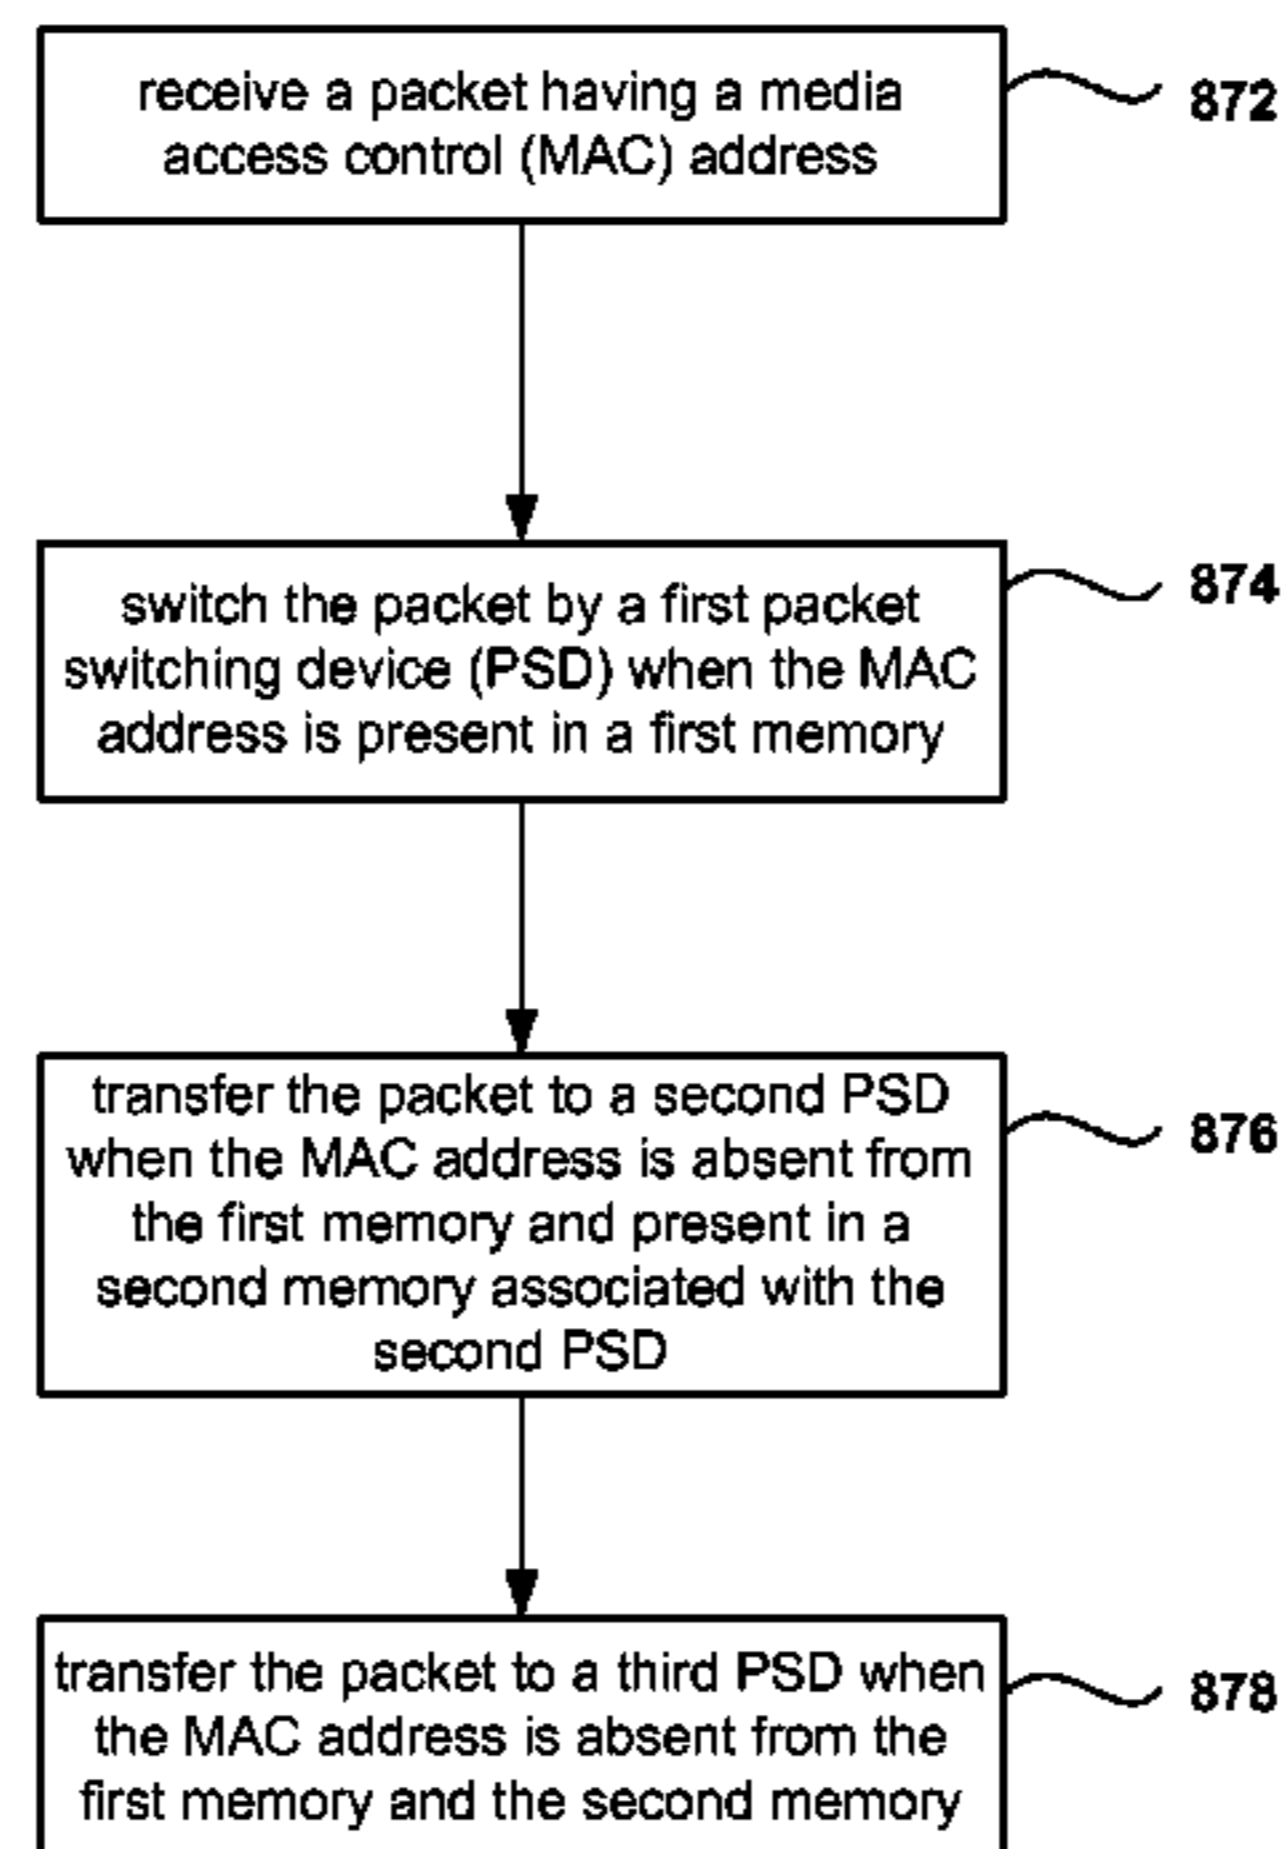 receive a packet having a media
access control (MAC) address
872
switch the packet by a first packet
switching device (PSD) when the MAC
address is present in a first memory
874
transfer the packet to a second PSD
when the MAC address is absent from
the first memory and present in a
second memory associated with the
second PSD
876
transfer the packet to a third PSD when
the MAC address is absent from the
first memory and the second memory
878